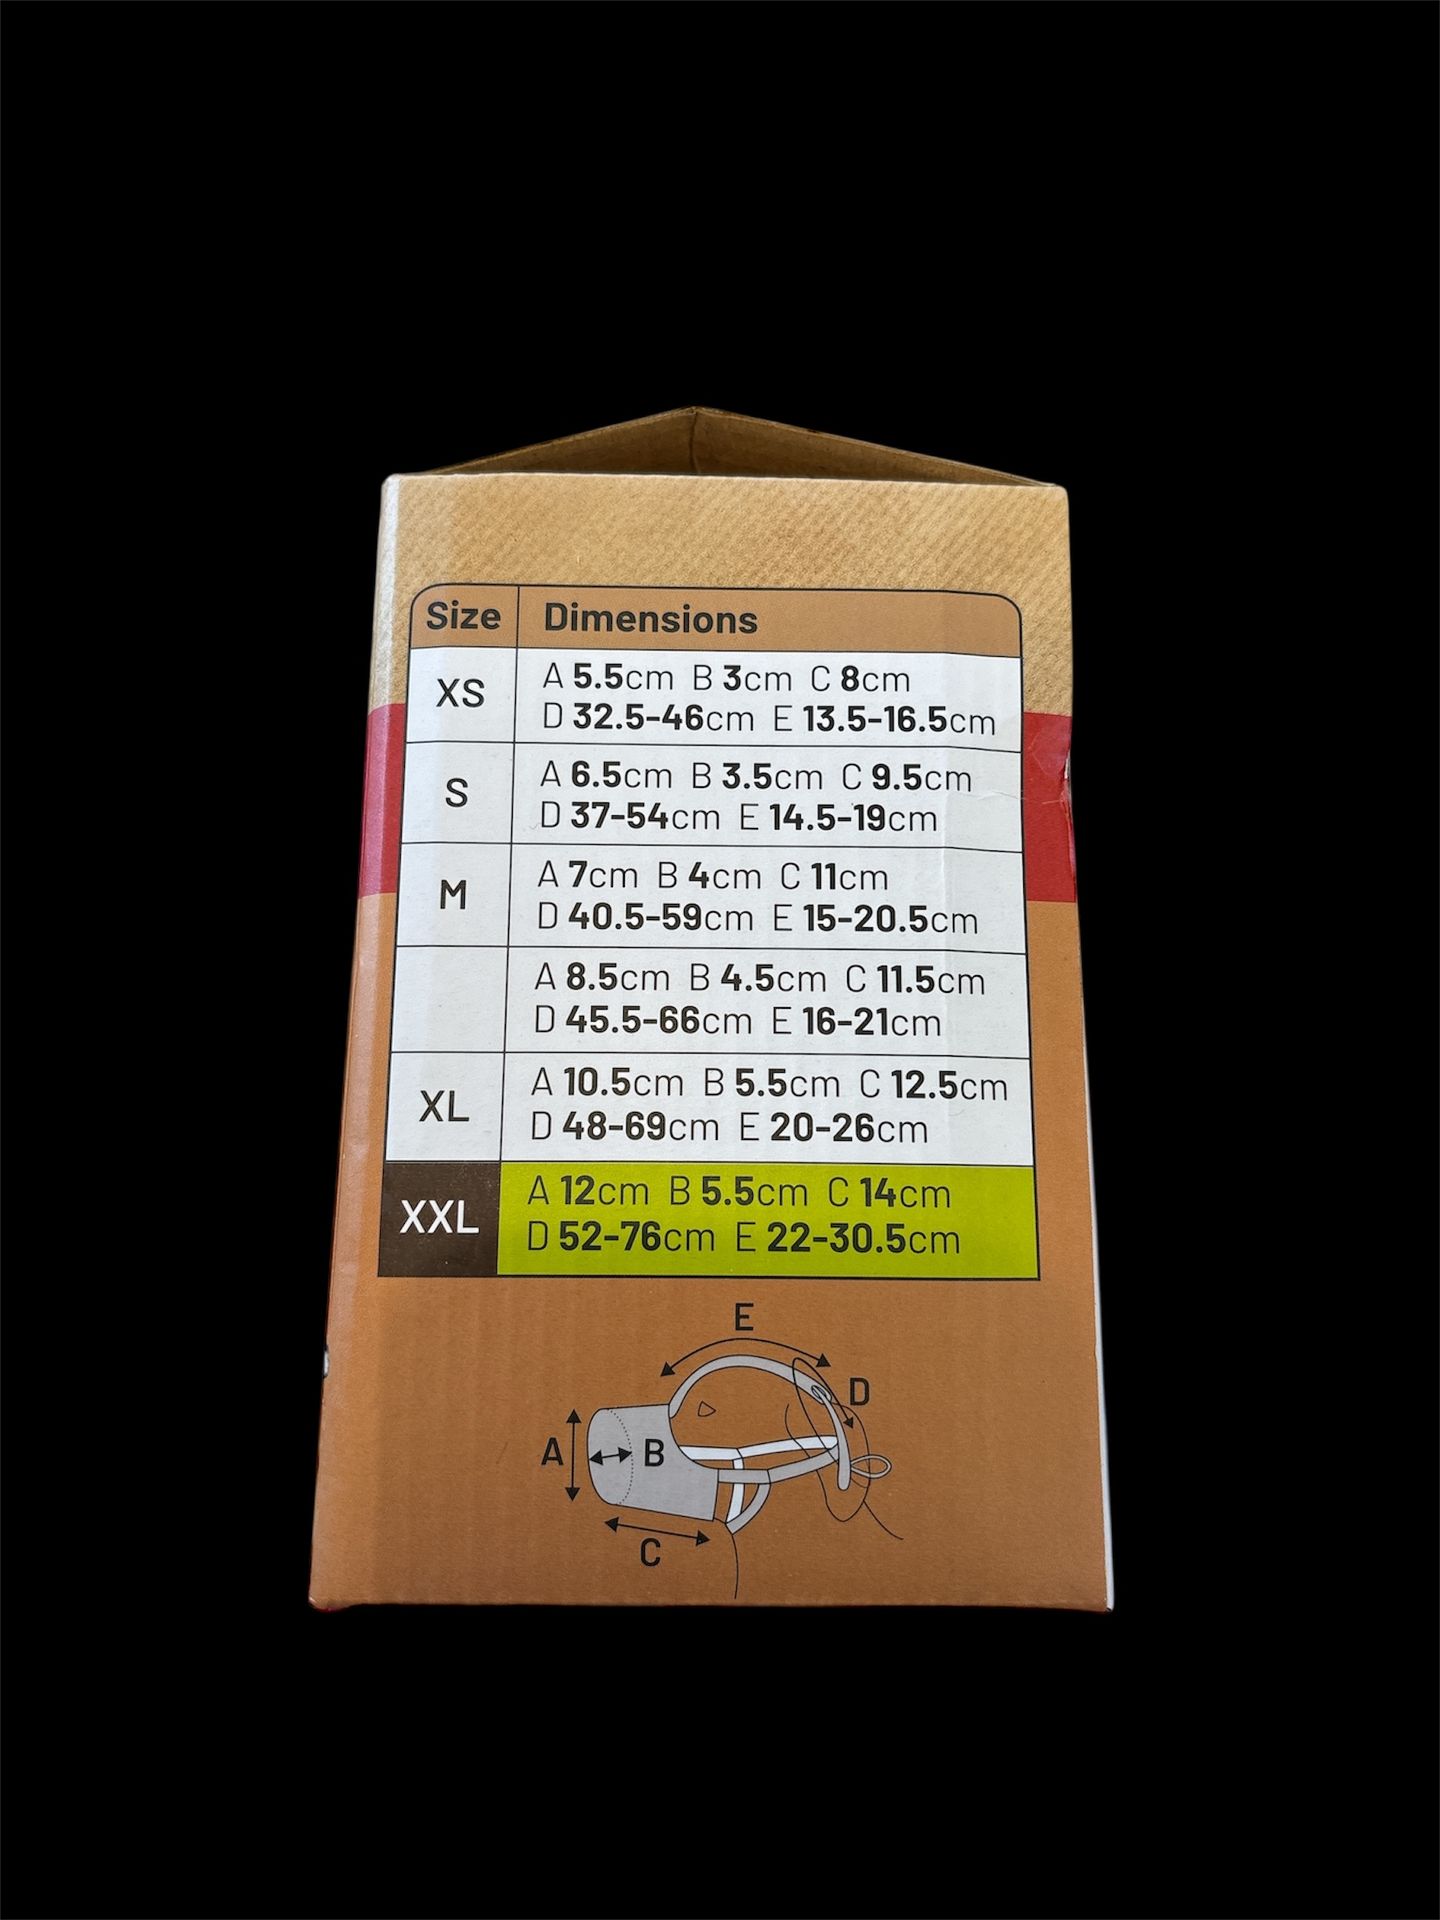 Size Dimensions
XS
A 5.5cm B 3cm C 8cm
D 32.5-46cm E 13.5-16.5cm
S
A 6.5cm B 3.5cm C 9.5cm
D 37-54cm E 14.5-19cm
M
A 7cm B 4cm C 11cm
D 40.5-59cm E 15-20.5cm
A 8.5cm B 4.5cm C 11.5cm
D 45.5-66cm E 16-21cm
XL
A 10.5cm B 5.5cm C 12.5cm
D 48-69cm E 20-26cm
XXL
A 12cm B 5.5cm C 14cm
D 52-76cm E 22-30.5cm
E
D
A B
C